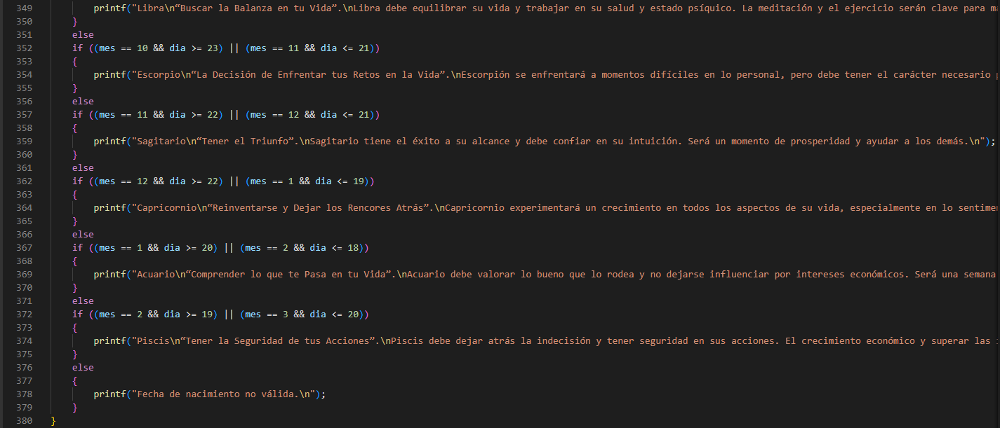 349 printf("Libra\n“Buscar la Balanza en tu Vida”.\nLibra debe equilibrar su vida y trabajar en su salud y estado psíquico. La meditación y el ejercicio serán clave para
350 }
351 else
352 if ((mes == 10 && dia >= 23) || (mes == 11 && dia <= 21))
353 {
354 printf("Escorpio\n“La Decisión de Enfrentar tus Retos en la Vida”.\nEscorpión se enfrentará a momentos difíciles en lo personal, pero debe tener el carácter necesario
355 }
356 else
357 if ((mes == 11 && dia >= 22) || (mes == 12 && dia <= 21))
358 {
359 printf("Sagitario\n“Tener el Triunfo”.\nSagitario tiene el éxito a su alcance y debe confiar en su intuición. Será un momento de prosperidad y ayudar a los demás.\n");
360 }
361 else
362 if ((mes == 12 && dia >= 22) || (mes == 1 && dia <= 19))
363 {
364 printf("Capricornio\n“Reinventarse y Dejar los Rencores Atrás”.\nCapricornio experimentará un crecimiento en todos los aspectos de su vida, especialmente en lo sentime
365 }
366 else
367 if ((mes == 1 && dia >= 20) || (mes == 2 && dia <= 18))
368 {
369 printf("Acuario\n“Comprender lo que te Pasa en tu Vida”.\nAcuario debe valorar lo bueno que lo rodea y no dejarse influenciar por intereses económicos. Será una semana
370 }
371 else
372 if ((mes == 2 && dia >= 19) || (mes == 3 && dia <= 20))
373 {
374 printf("Piscis\n“Tener la Seguridad de tus Acciones”.\nPiscis debe dejar atrás la indecisión y tener seguridad en sus acciones. El crecimiento económico y superar las
375 }
376 else
377 {
378 printf("Fecha de nacimiento no válida.\n");
379 }
380 }